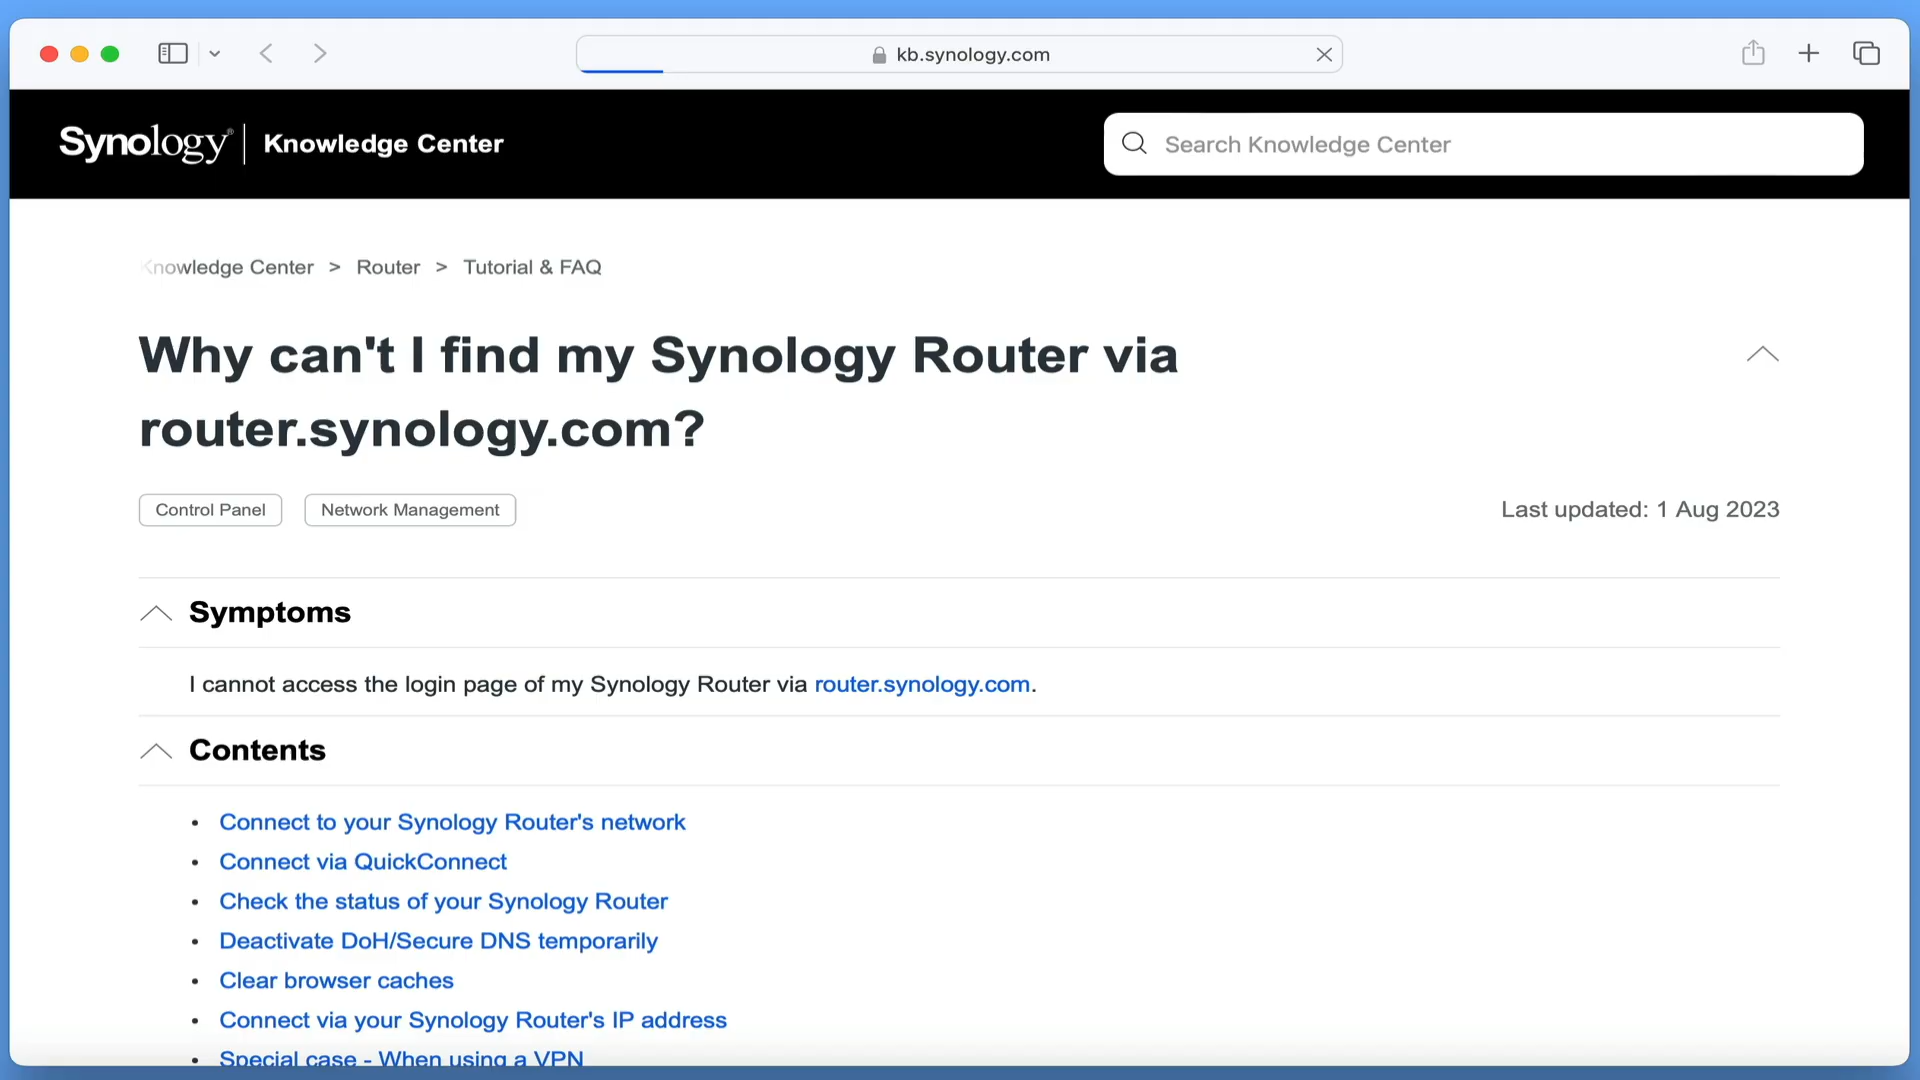 kb.synology.com
Synology® | Knowledge Center
Search Knowledge Center
Knowledge Center > Router > Tutorial & FAQ
Why can't I find my Synology Router via
router.synology.com?
Control Panel
Network Management
Last updated: 1 Aug 2023
Symptoms
I cannot access the login page of my Synology Router via router.synology.com.
Contents
• Connect to your Synology Router's network
• Connect via QuickConnect
• Check the status of your Synology Router
• Deactivate DoH/Secure DNS temporarily
• Clear browser caches
• Connect via your Synology Router's IP address
• Special case - When using a VPN